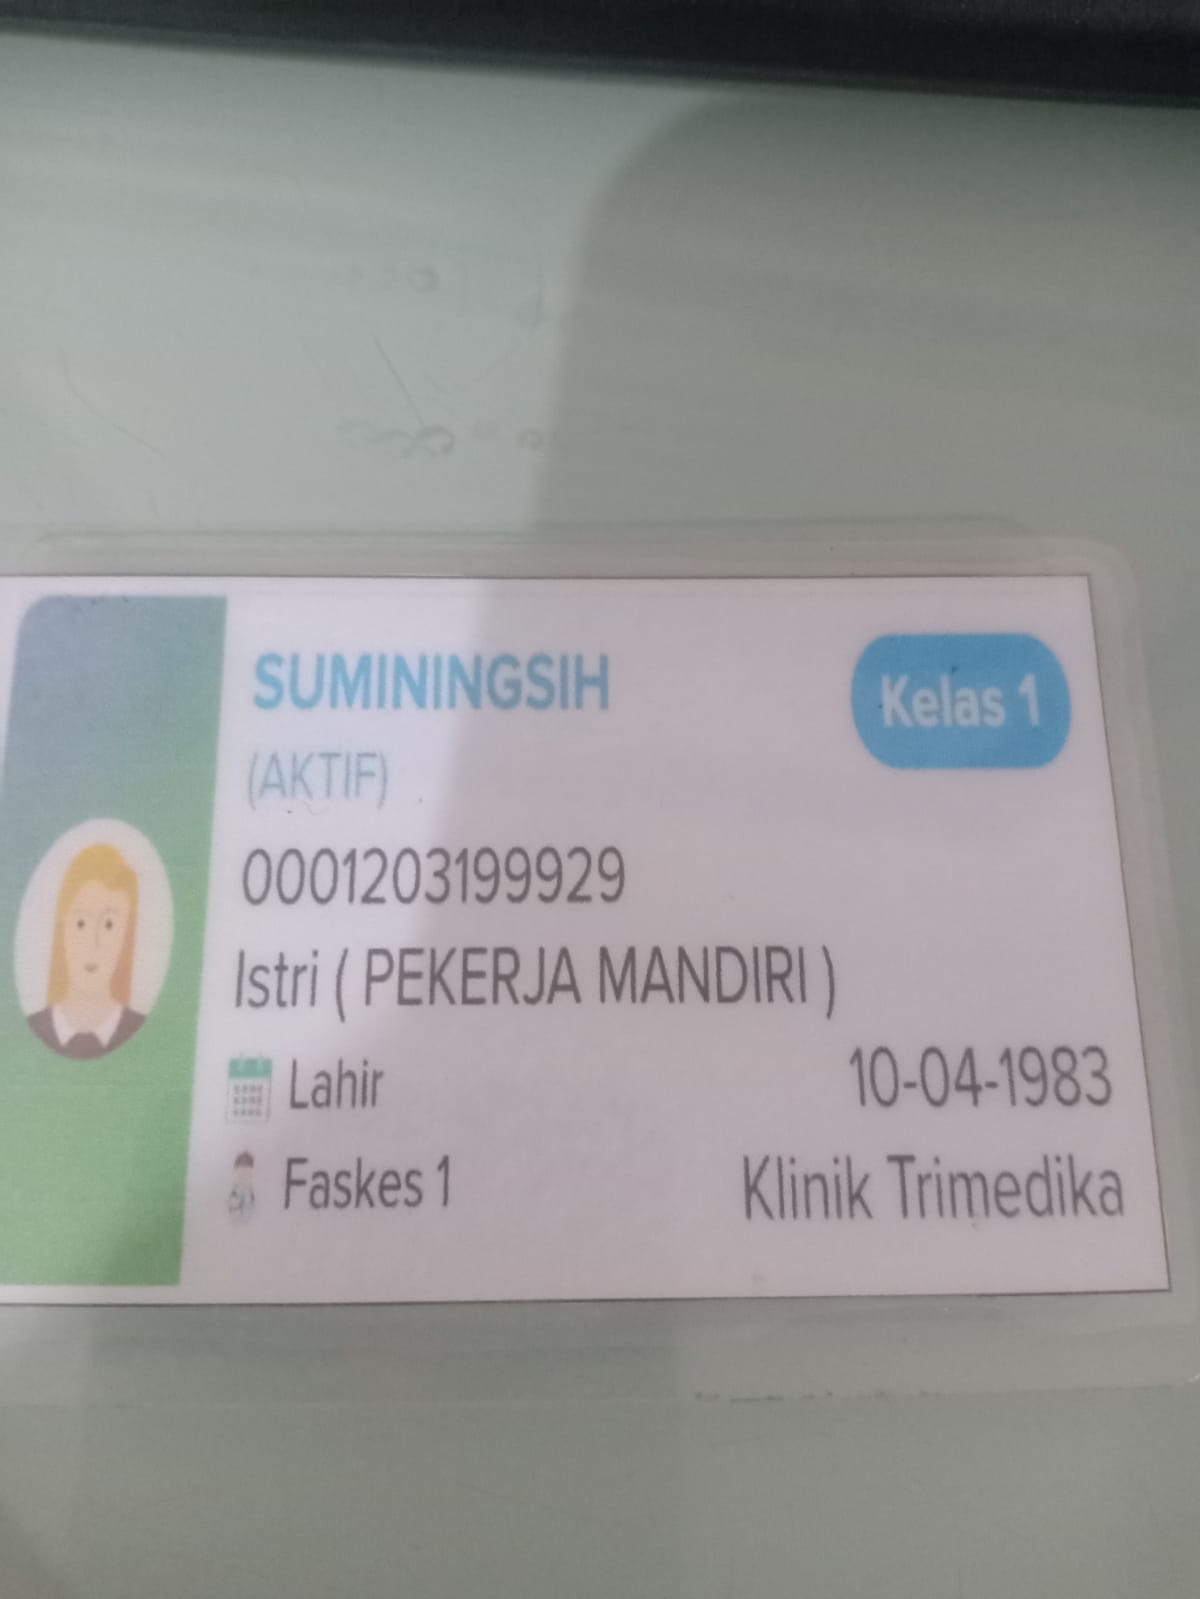 SUMININGSIH
Kelas 1
(AKTIF)
0001203199929
Istri ( PEKERJA MANDIRI )
Lahir 10-04-1983
Faskes 1 Klinik Trimedika